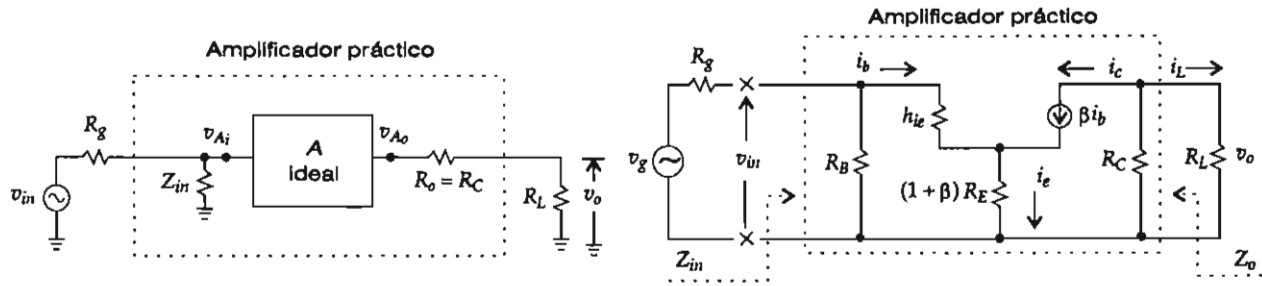 Amplificador práctico
R_g
v_in
v_Ai
Z_in
A
ideal
v_Ao
R_o = R_C
R_L
v_o
Amplificador práctico
R_g
v_g
v_in
Z_in
i_b
R_B
h_ie
(1 + β) R_E
i_e
i_c
βi_b
R_C
i_L
R_L
v_o
Z_o